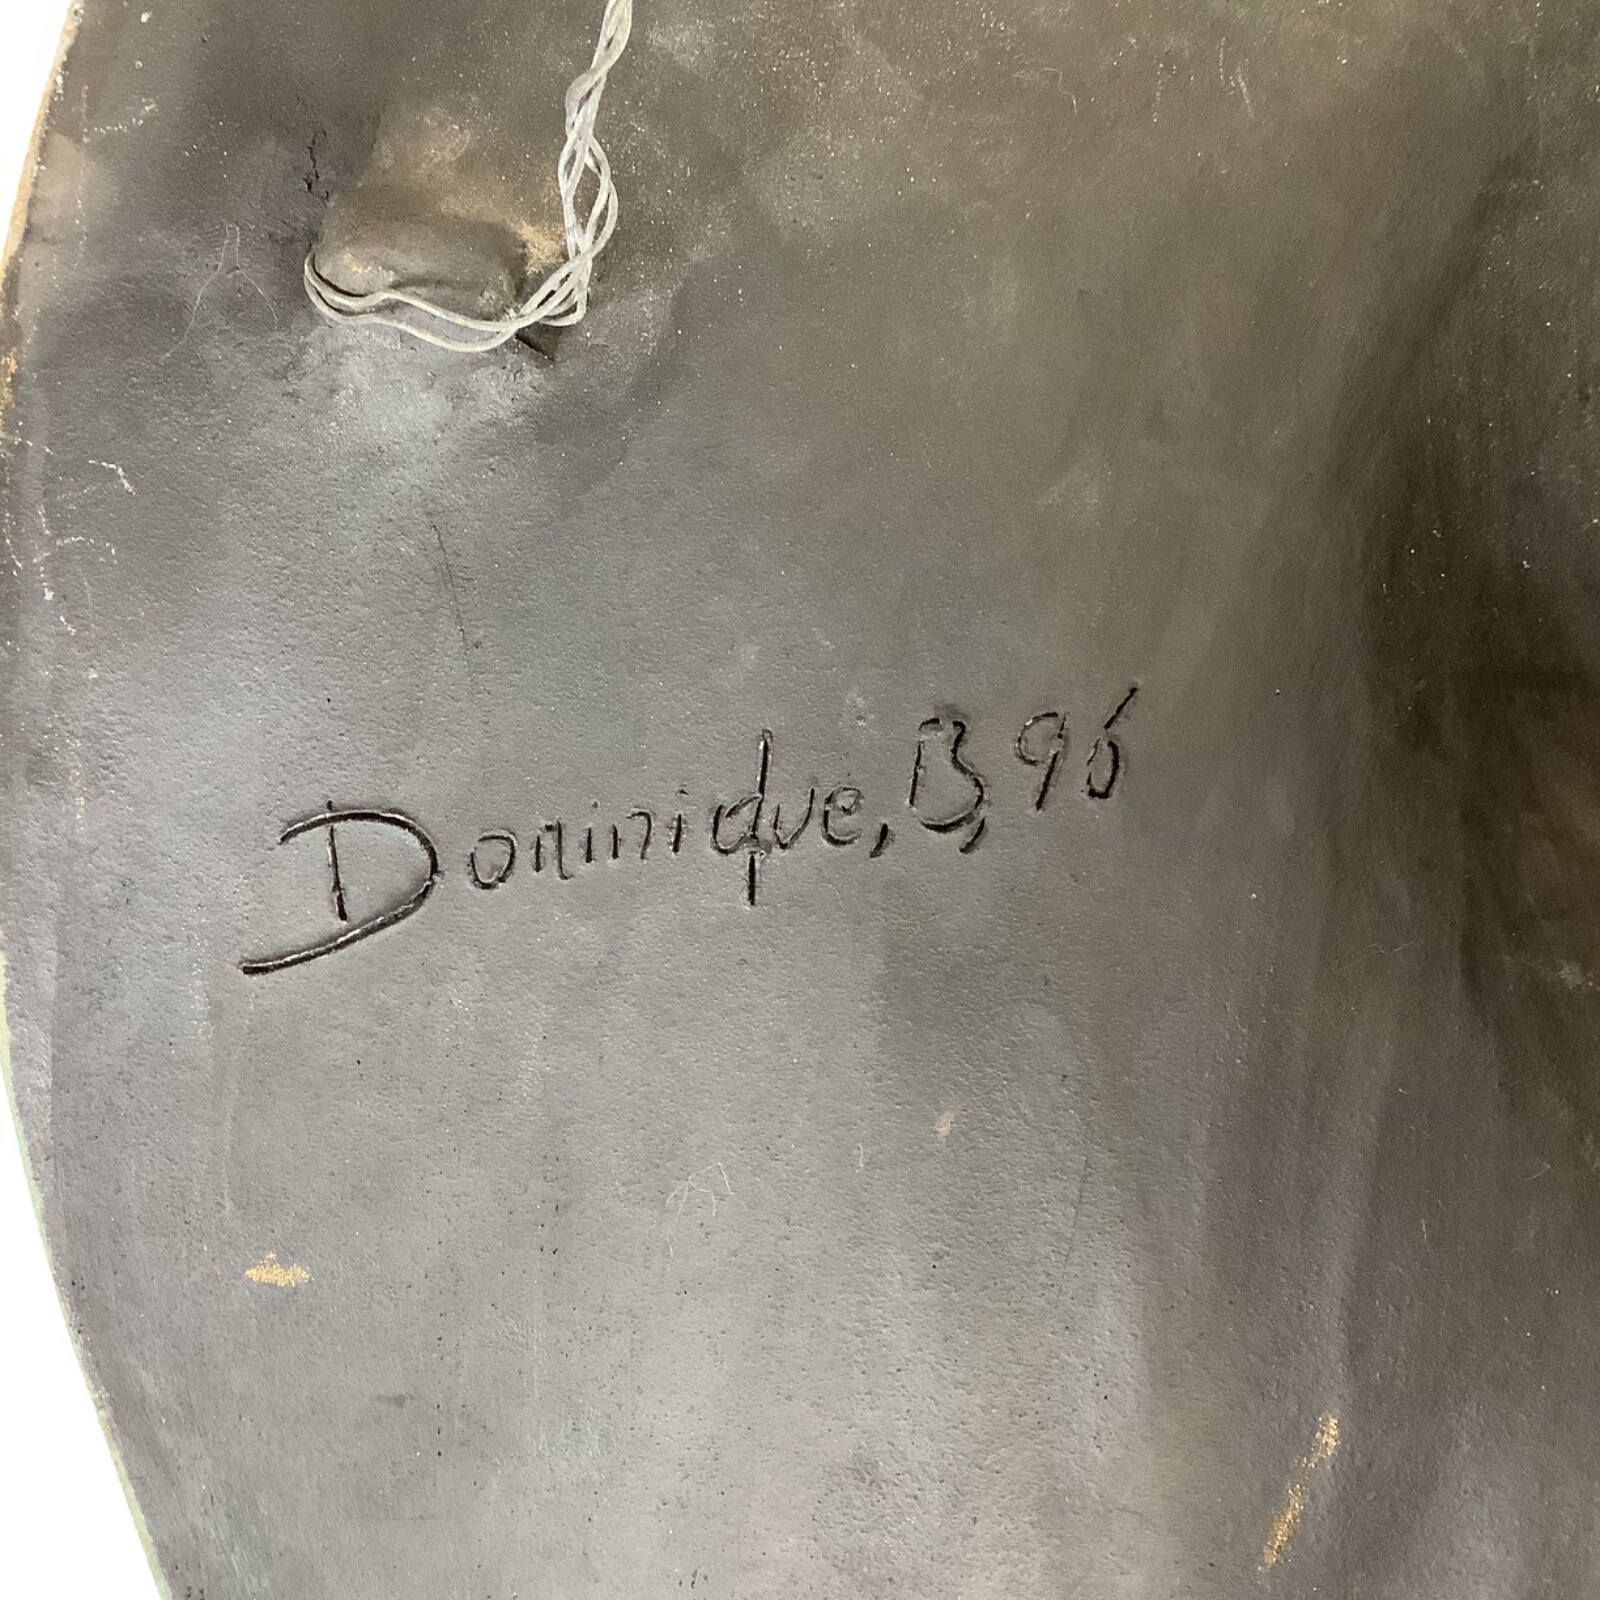 Dominique, B, 96